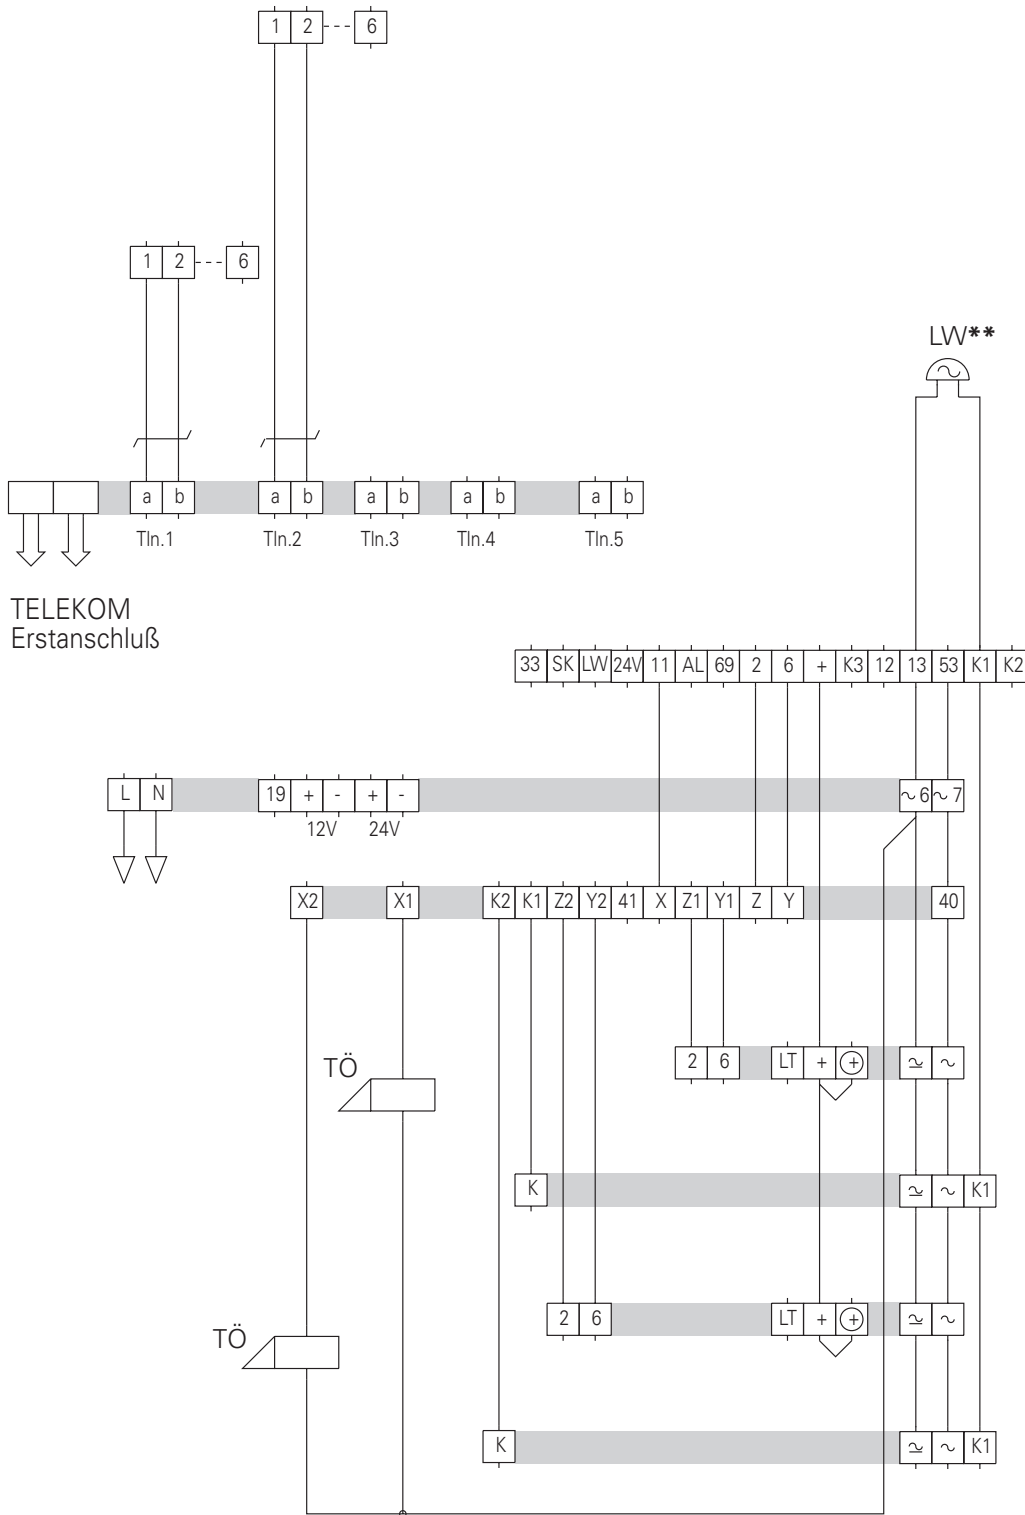 1 2 6
1 2 6
LW**
a b a b a b a b a b
Tln.1 Tln.2 Tln.3 Tln.4 Tln.5
TELEKOM
Erstanschluß
33 SK LW 24V 11 AL 69 2 6 + K3 12 13 53 K1 K2
L N 19 + - + - ~6 ~7
12V 24V
X2 X1 K2 K1 Z2 Y2 41 X Z1 Y1 Z Y 40
TÖ
2 6 LT + + ≃ ~
K ≃ ~ K1
TÖ
2 6 LT + + ≃ ~
K ≃ ~ K1